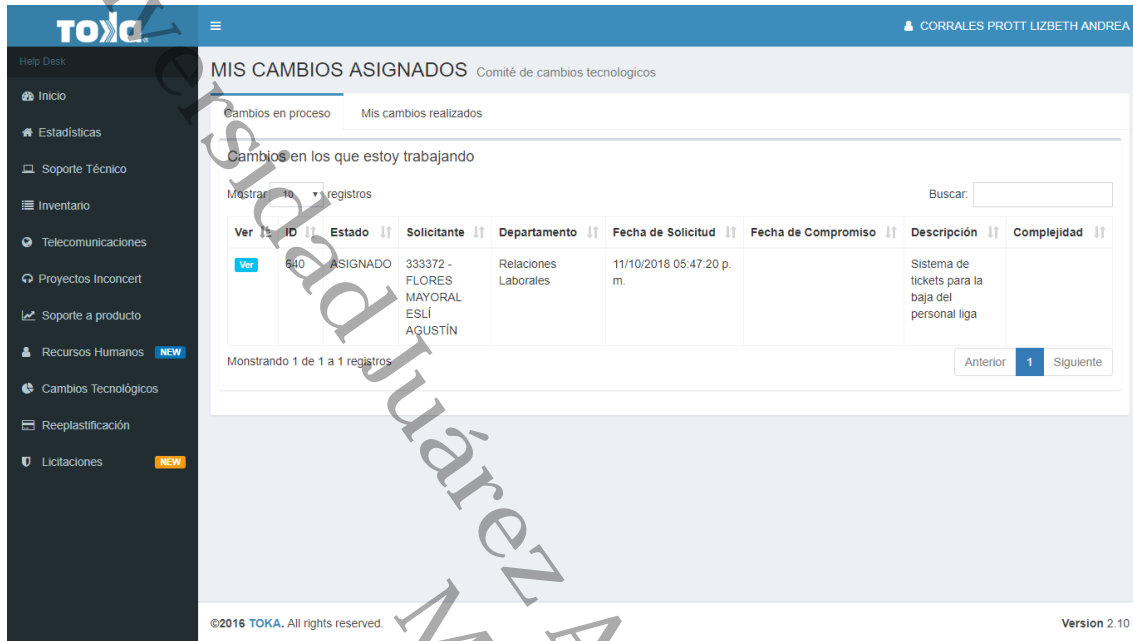 TOKA
CORRALES PROTT LIZBETH ANDREA
Help Desk
Inicio
Estadísticas
Soporte Técnico
Inventario
Telecomunicaciones
Proyectos Inconcert
Soporte a producto
Recursos Humanos NEW
Cambios Tecnológicos
Reeplastificación
Licitaciones NEW
MIS CAMBIOS ASIGNADOS Comité de cambios tecnologicos
Cambios en proceso Mis cambios realizados
Cambios en los que estoy trabajando
Mostrar 10 registros Buscar:
Ver ID Estado Solicitante Departamento Fecha de Solicitud Fecha de Compromiso Descripción Complejidad
Ver 640 ASIGNADO 333372 - Relaciones 11/10/2018 05:47:20 p. Sistema de
FLORES Laborales m. tickets para la
MAYORAL baja del
ESLÍ personal liga
AGUSTÍN
Monstrando 1 de 1 a 1 registros Anterior 1 Siguiente
©2016 TOKA. All rights reserved. Version 2.10
versidad Juárez A